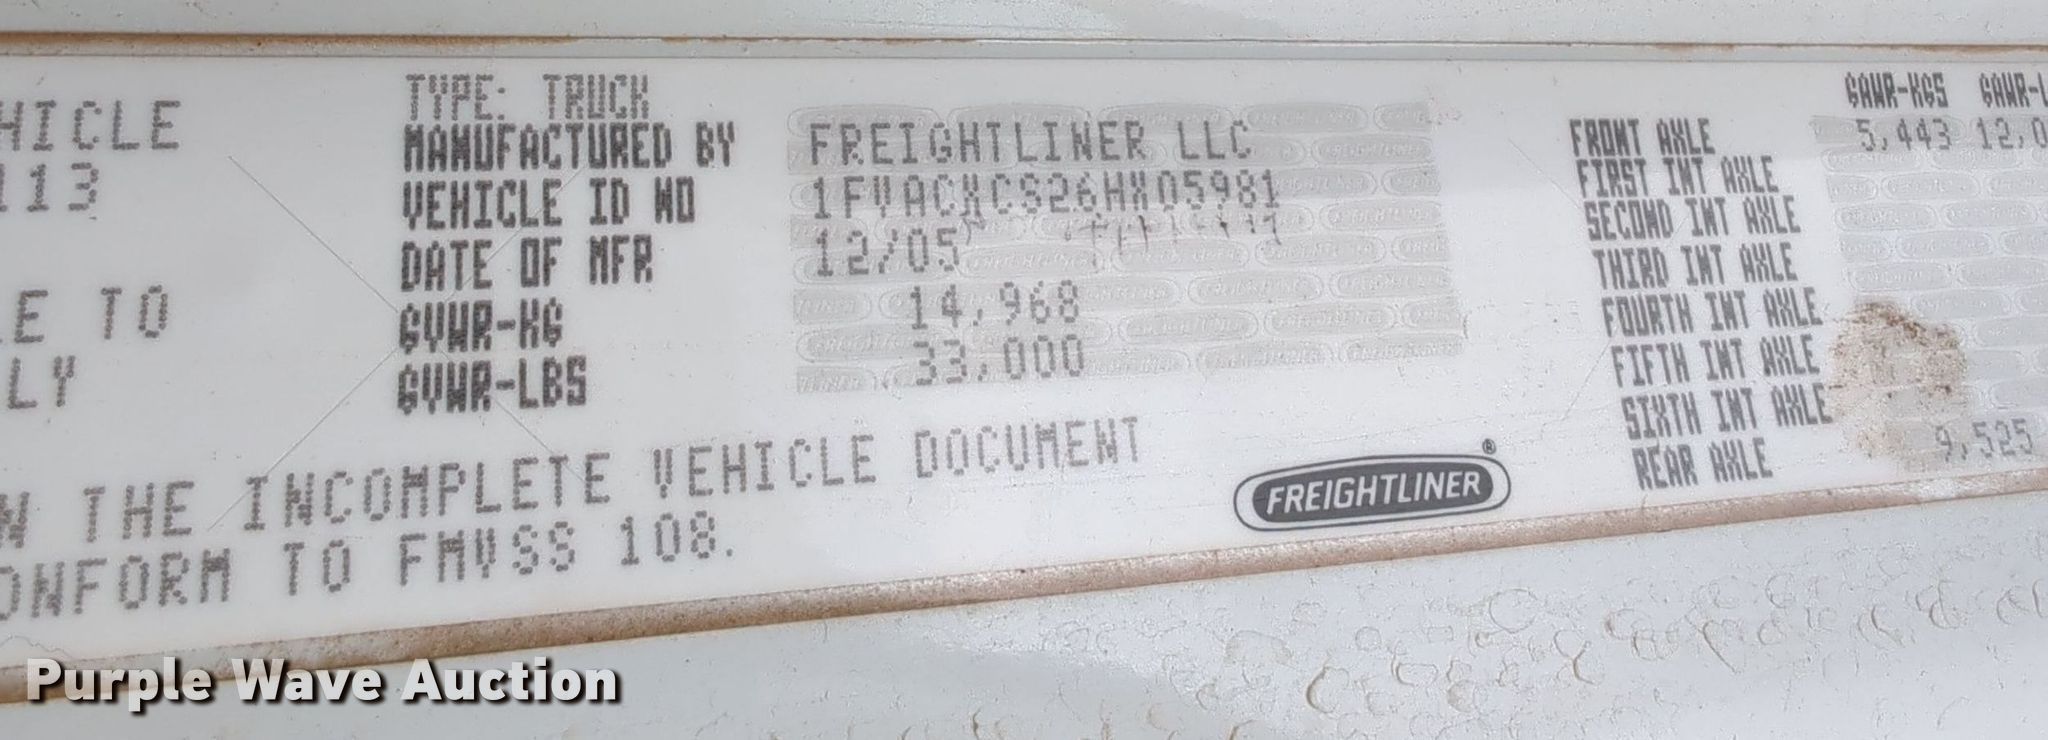 HICLE
113
E TO
LY
TYPE: TRUCK
MANUFACTURED BY FREIGHTLINER LLC
VEHICLE ID NO 1FVACXCS26HX05981
DATE OF MFR 12/05
GVWR-KG 14,968
GVWR-LBS 33,000
N THE INCOMPLETE VEHICLE DOCUMENT
ONFORM TO FMVSS 108.
FREIGHTLINER®
GAWR-KGS GAWR-L
FRONT AXLE 5,443 12,0
FIRST INT AXLE
SECOND INT AXLE
THIRD INT AXLE
FOURTH INT AXLE
FIFTH INT AXLE
SIXTH INT AXLE
REAR AXLE 9,525
Purple Wave Auction